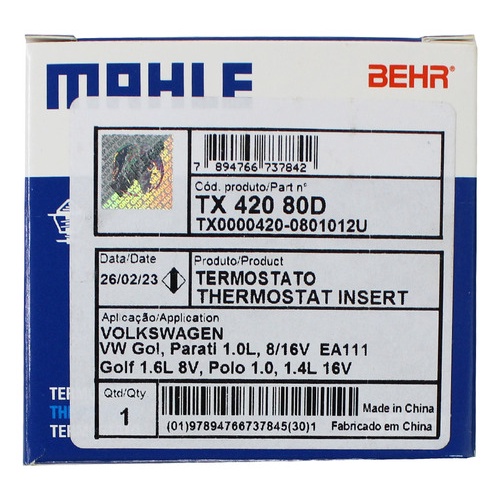 MAHLE BEHR®
7 894766 737842
Cód. produto/Part n°
TX 420 80D
TX0000420-0801012U
Data/Date
26/02/23
Produto/Product
TERMOSTATO
THERMOSTAT INSERT
Aplicação/Application
VOLKSWAGEN
VW Gol, Parati 1.0L, 8/16V EA111
Golf 1.6L 8V, Polo 1.0, 1.4L 16V
Qtd/Qty
1
(01)97894766737845(30)1
Made in China
Fabricado em China